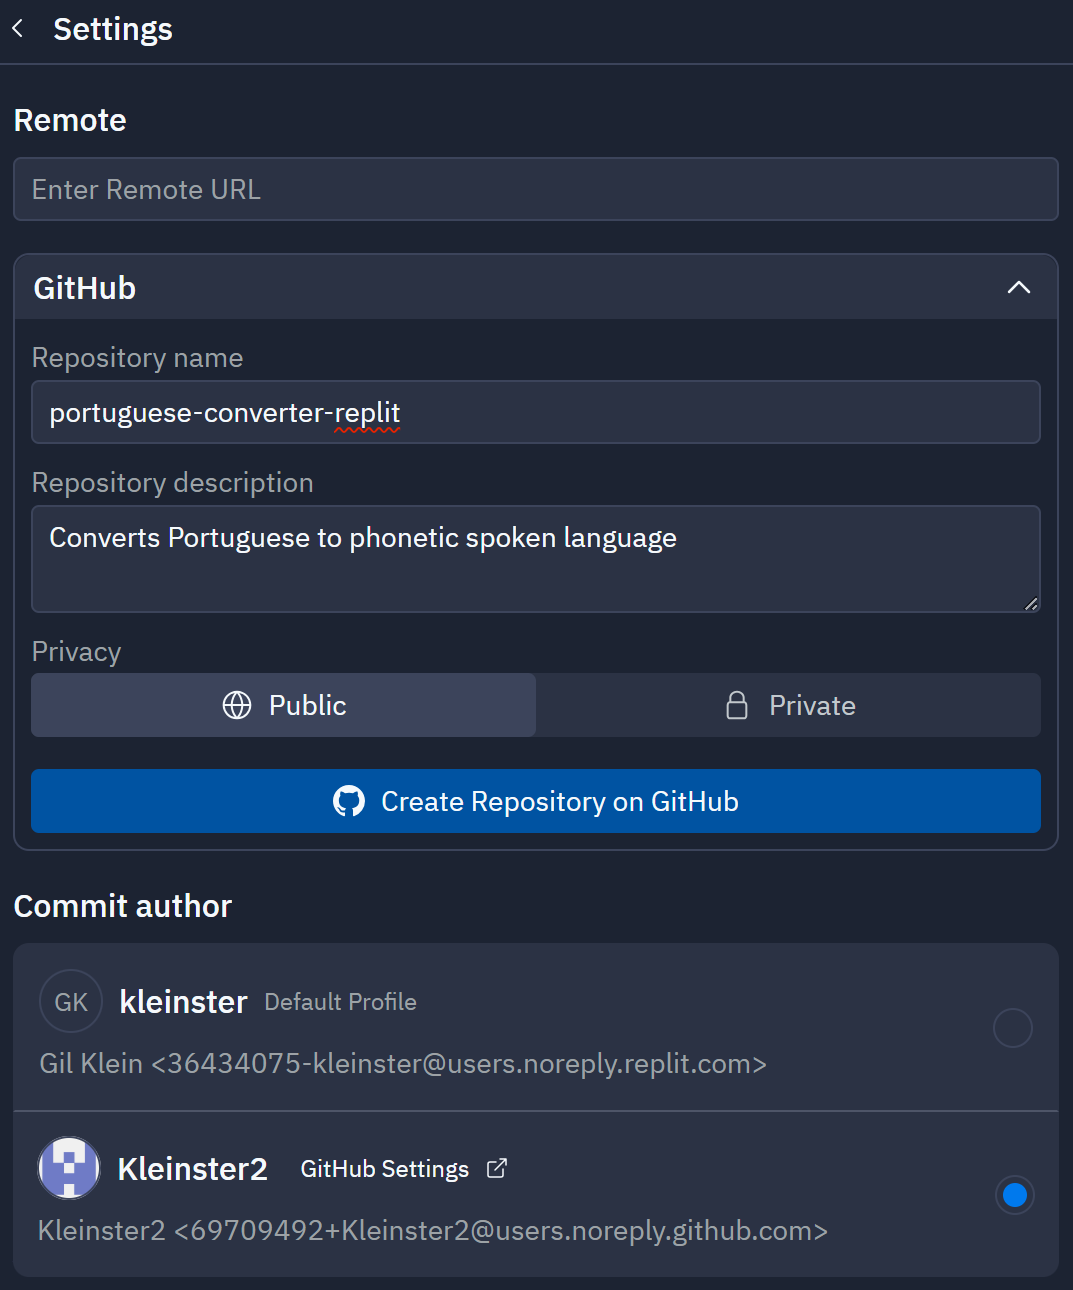 Settings
Remote
Enter Remote URL
GitHub
Repository name
portuguese-converter-replit
Repository description
Converts Portuguese to phonetic spoken language
Privacy
Public Private
Create Repository on GitHub
Commit author
GK kleinster Default Profile
Gil Klein <36434075-kleinster@users.noreply.replit.com>
Kleinster2 GitHub Settings
Kleinster2 <69709492+Kleinster2@users.noreply.github.com>